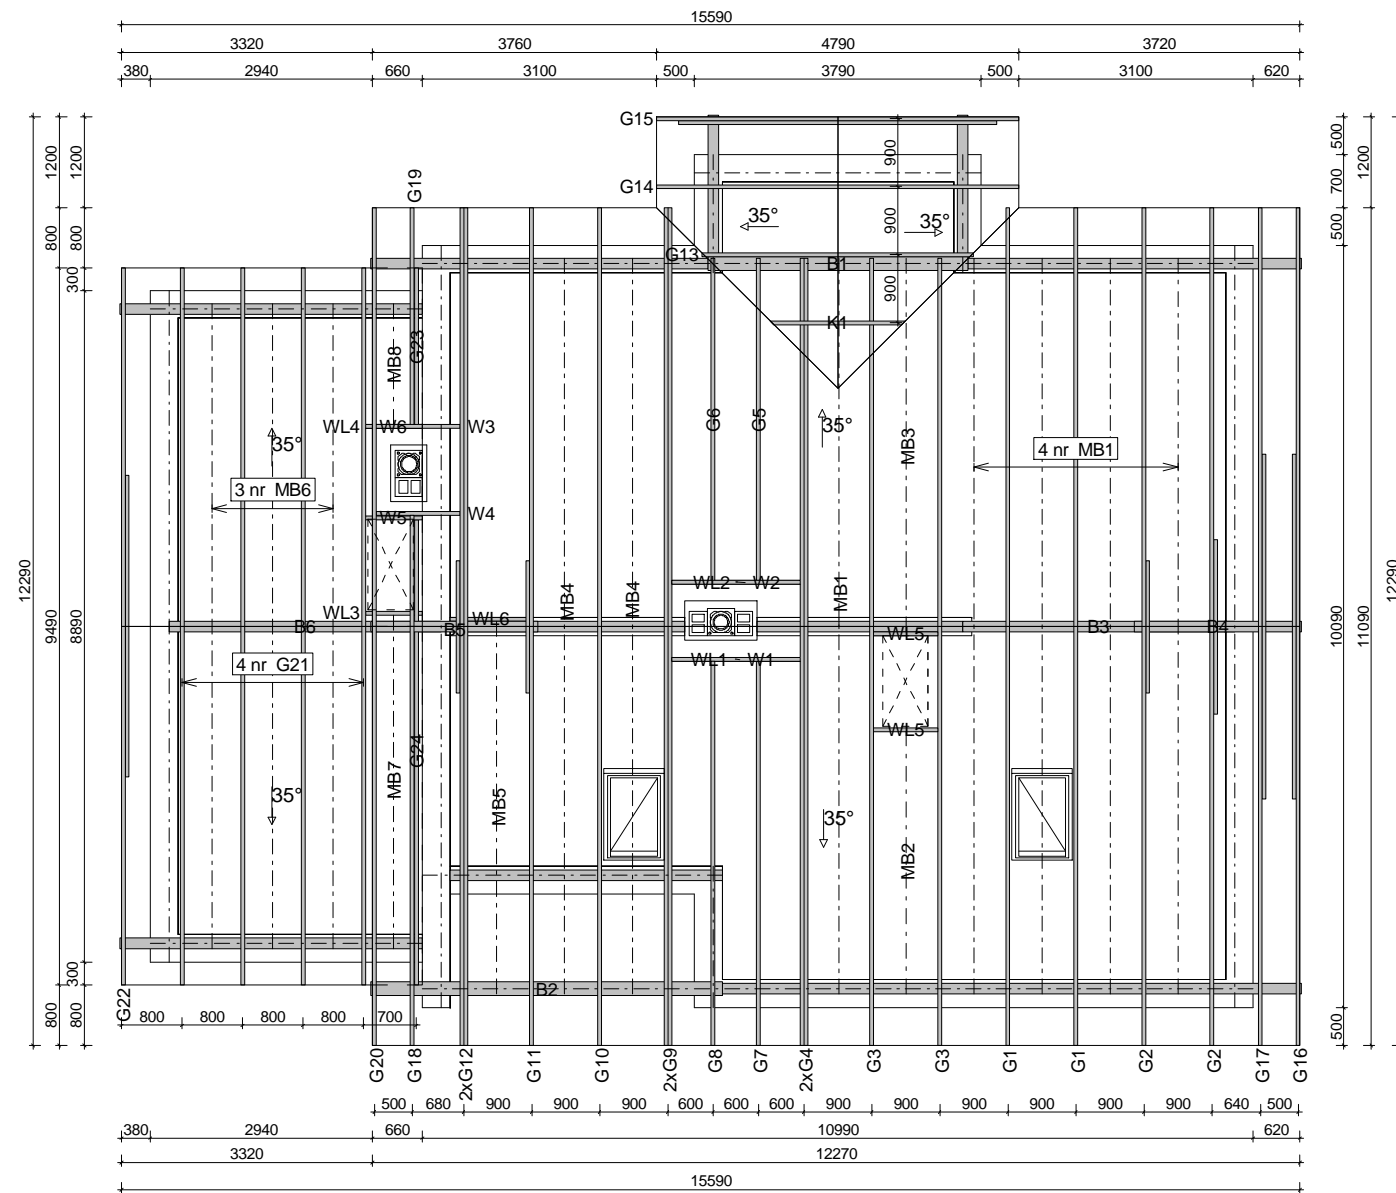 15590
3320 3760 4790 3720
380 2940 660 3100 500 3790 500 3100 620
G15
G14
G13
G19
35° 35°
B1
K1
900
900
900
12290
1200
800
9490
800
1200
800
300
8890
300
800
500
700
500
10090
500
1200
11090
12290
MB8
G23
WL4 W6 W3
W5 W4
35°
3 nr MB6
WL3
B6
B5
WL6
4 nr G21
35°
MB7
G24
MB5
MB4
MB4
G6
G5
WL2 – W2
WL1 - W1
MB1
35°
MB3
4 nr MB1
WL5
WL5
B3
B4
35°
MB2
B2
G22
800 800 800 800 700
G20 G18 2xG12 G11 G10 2xG9 G8 G7 2xG4 G3 G3 G1 G1 G2 G2 G17 G16
500 680 900 900 900 600 600 600 900 900 900 900 900 900 640 500
380 2940 660 10990 620
3320 12270
15590